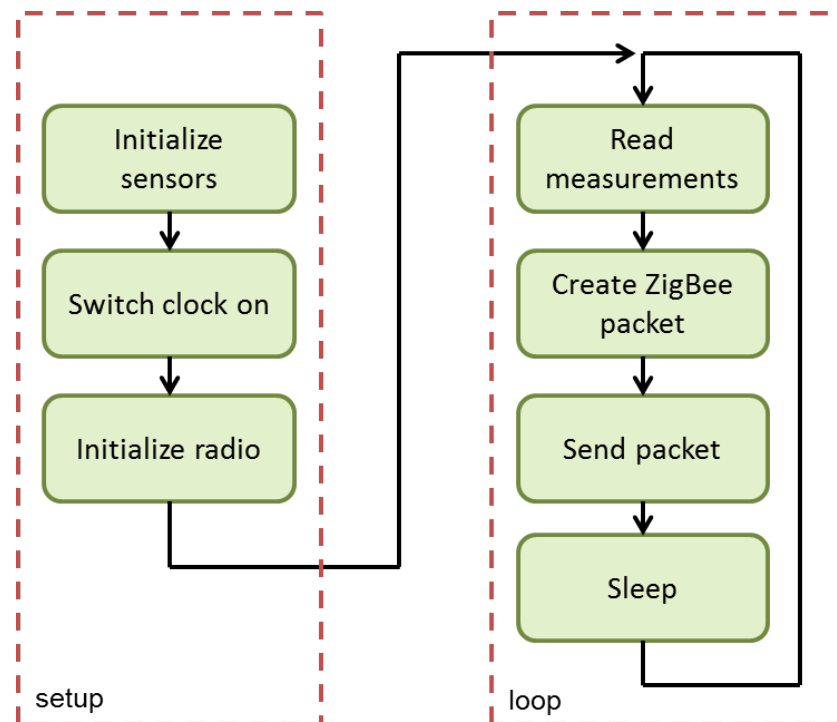 Initialize
sensors
Switch clock on
Initialize radio
setup
Read
measurements
Create ZigBee
packet
Send packet
Sleep
loop